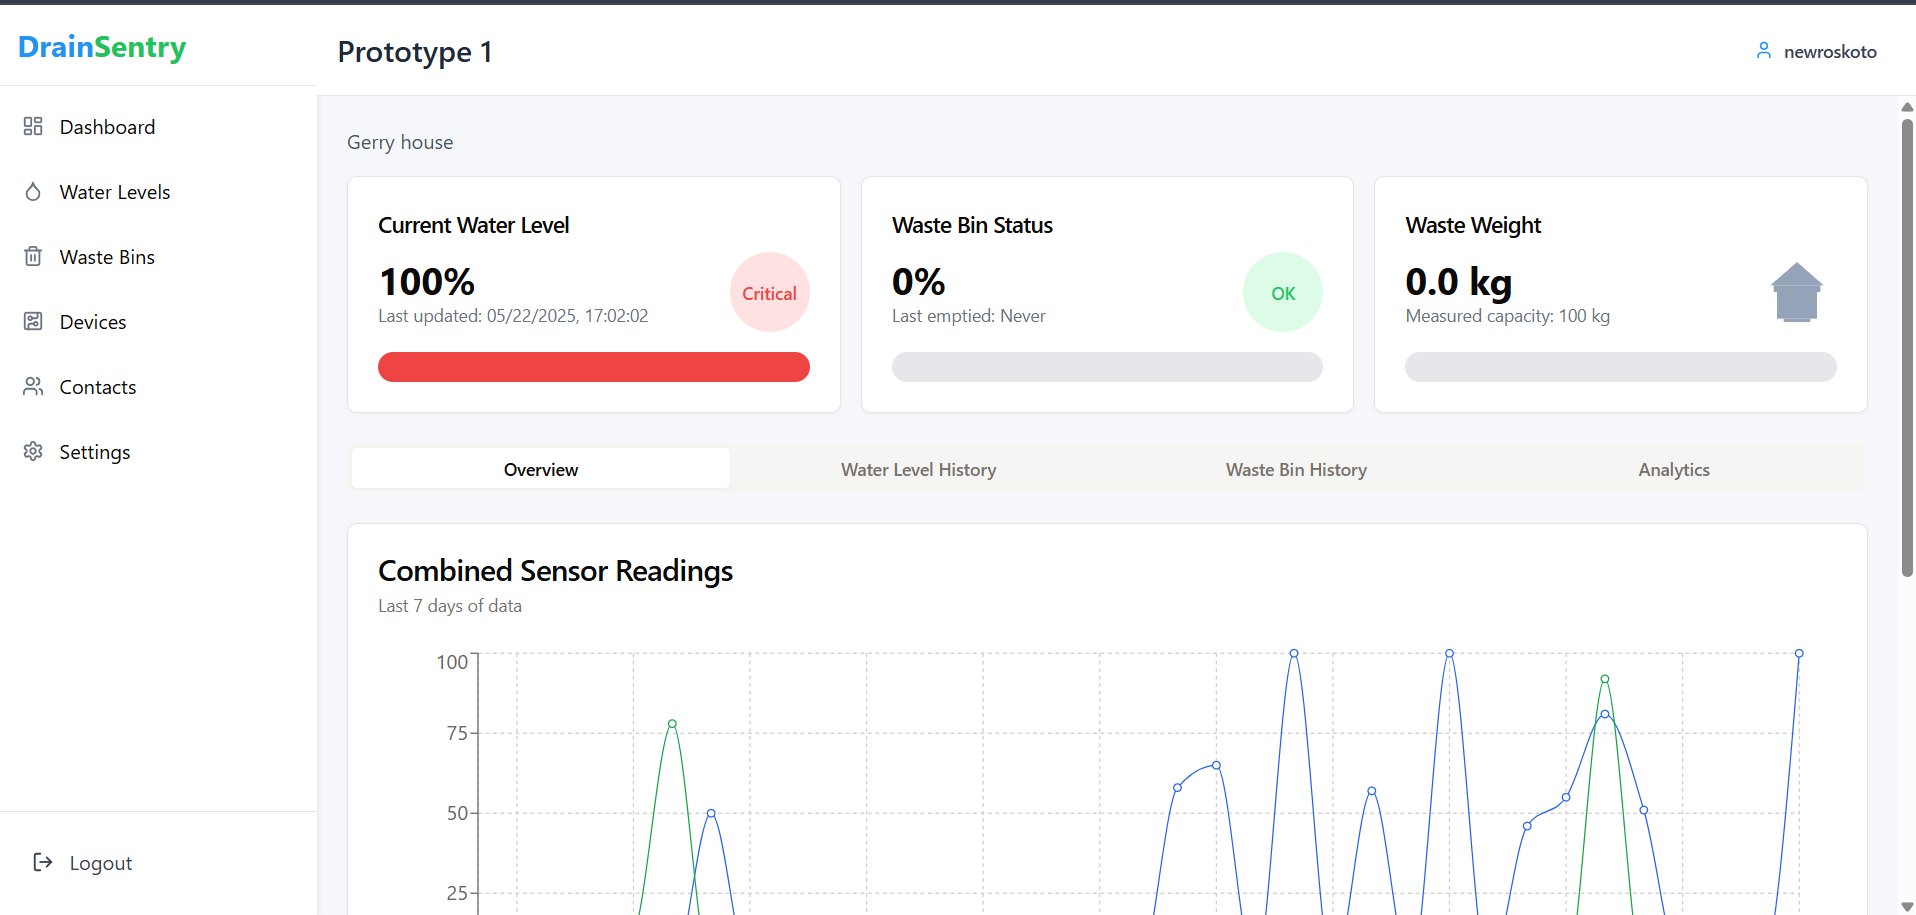 DrainSentry
Prototype 1
newroskoto
Dashboard
Water Levels
Waste Bins
Devices
Contacts
Settings
Logout
Gerry house
Current Water Level
100%
Critical
Last updated: 05/22/2025, 17:02:02
Waste Bin Status
0%
OK
Last emptied: Never
Waste Weight
0.0 kg
Measured capacity: 100 kg
Overview
Water Level History
Waste Bin History
Analytics
Combined Sensor Readings
Last 7 days of data
100
75
50
25